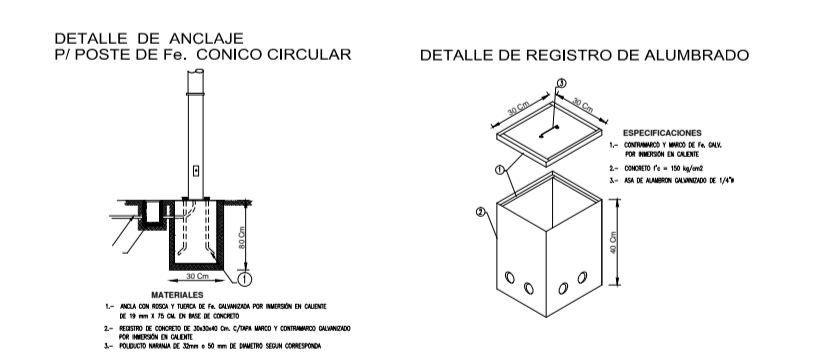 DETALLE DE ANCLAJE
P/ POSTE DE Fe. CONICO CIRCULAR
80 Cm
30 Cm
1
MATERIALES
1.- ANCLA CON ROSCA Y TUERCA DE Fe. GALVANIZADA POR INMERSIÓN EN CALIENTE
DE 19 mm X 75 CM. EN BASE DE CONCRETO
2.- REGISTRO DE CONCRETO DE 30x30x40 Cm. C/TAPA MARCO Y CONTRAMARCO GALVANIZADO
POR INMERSIÓN EN CALIENTE
3.- POLIDUCTO NARANJA DE 32mm o 50 mm DE DIAMETRO SEGUN CORRESPONDA
DETALLE DE REGISTRO DE ALUMBRADO
3
30 Cm
30 Cm
1
2
40 Cm
ESPECIFICACIONES
1.- CONTRAMARCO Y MARCO DE Fe. GALV.
POR INMERSIÓN EN CALIENTE
2.- CONCRETO f'c = 150 kg/cm2
3.- ASA DE ALAMBRON GALVANIZADO DE 1/4"ø